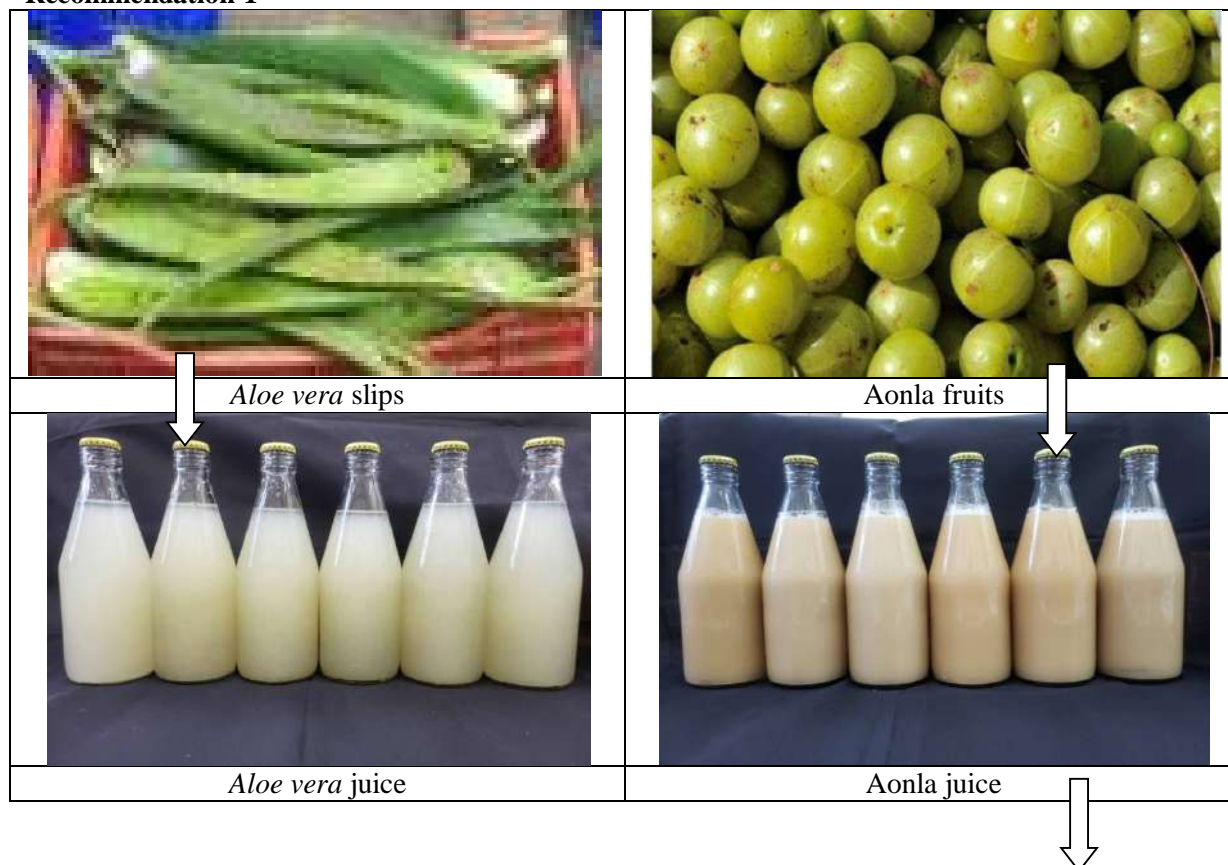 Recommendation 1
Aloe vera slips
Aonla fruits
Aloe vera juice
Aonla juice